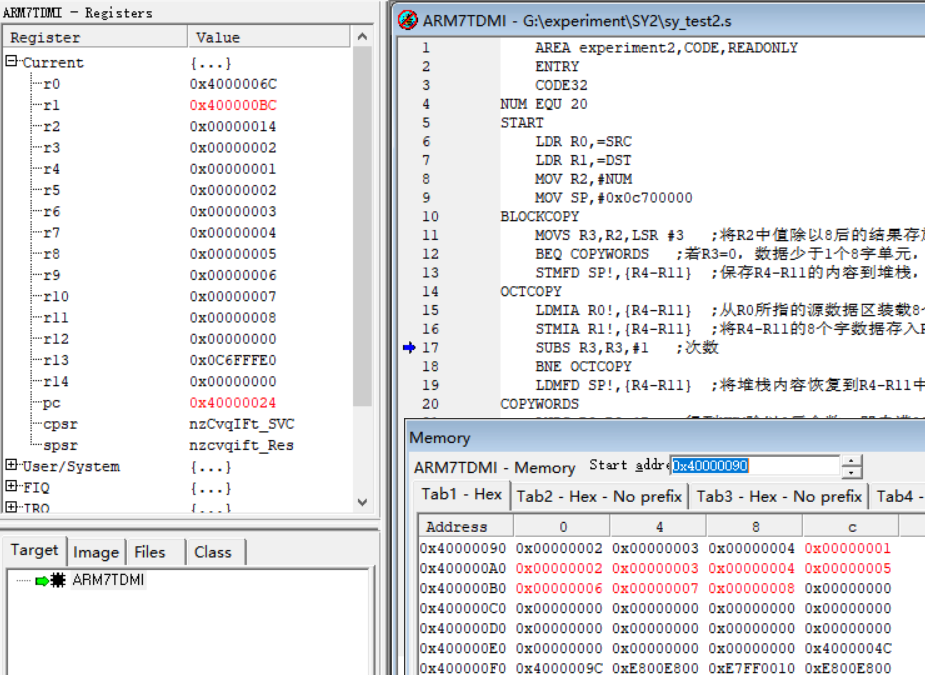 ARM7TDMI - Registers
Register Value
Current {...}
r0 0x4000006C
r1 0x400000BC
r2 0x00000014
r3 0x00000002
r4 0x00000001
r5 0x00000002
r6 0x00000003
r7 0x00000004
r8 0x00000005
r9 0x00000006
r10 0x00000007
r11 0x00000008
r12 0x00000000
r13 0x0C6FFFE0
r14 0x00000000
pc 0x40000024
cpsr nzCvqIFt_SVC
spsr nzcvqift_Res
User/System {...}
FIQ {...}
IRQ {...}
Target Image Files Class
ARM7TDMI
ARM7TDMI - G:\experiment\SY2\sy_test2.s
1 AREA experiment2,CODE,READONLY
2 ENTRY
3 CODE32
4 NUM EQU 20
5 START
6 LDR R0,=SRC
7 LDR R1,=DST
8 MOV R2,#NUM
9 MOV SP,#0x0c700000
10 BLOCKCOPY
11 MOVS R3,R2,LSR #3 ;将R2中值除以8后的结果存
12 BEQ COPYWORDS ;若R3=0，数据少于1个8字单元，
13 STMFD SP!,{R4-R11} ;保存R4-R11的内容到堆栈，
14 OCTCOPY
15 LDMIA R0!,{R4-R11} ;从R0所指的源数据区装载8
16 STMIA R1!,{R4-R11} ;将R4-R11的8个字数据存入
17 SUBS R3,R3,#1 ;次数
18 BNE OCTCOPY
19 LDMFD SP!,{R4-R11} ;将堆栈内容恢复到R4-R11中
20 COPYWORDS
Memory
ARM7TDMI - Memory Start addre 0x40000090
Tab1 - Hex Tab2 - Hex - No prefix Tab3 - Hex - No prefix Tab4 -
Address 0 4 8 c
0x40000090 0x00000002 0x00000003 0x00000004 0x00000001
0x400000A0 0x00000002 0x00000003 0x00000004 0x00000005
0x400000B0 0x00000006 0x00000007 0x00000008 0x00000000
0x400000C0 0x00000000 0x00000000 0x00000000 0x00000000
0x400000D0 0x00000000 0x00000000 0x00000000 0x00000000
0x400000E0 0x00000000 0x00000000 0x00000000 0x4000004C
0x400000F0 0x4000009C 0xE800E800 0xE7FF0010 0xE800E800